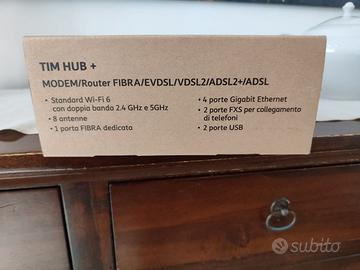 TIM HUB +
MODEM/Router FIBRA/EVDSL/VDSL2/ADSL2+/ADSL
• Standard Wi-Fi 6
con doppia banda 2.4 GHz e 5GHz
• 8 antenne
• 1 porta FIBRA dedicata
• 4 porte Gigabit Ethernet
• 2 porte FXS per collegamento
di telefoni
• 2 porte USB
subito